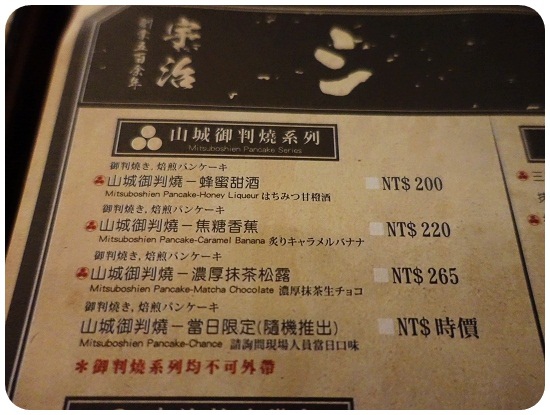 宇治
創業五百余年
山城御判燒系列
Mitsuboshien Pancake Series
御判焼き, 焙煎パンケーキ
山城御判燒－蜂蜜甜酒 NT$ 200
Mitsuboshien Pancake-Honey Liqueur はちみつ甘橙酒
御判焼き, 焙煎パンケーキ
山城御判燒－焦糖香蕉 NT$ 220
Mitsuboshien Pancake-Caramel Banana 炙りキャラメルバナナ
御判焼き, 焙煎パンケーキ
山城御判燒－濃厚抹茶松露 NT$ 265
Mitsuboshien Pancake-Matcha Chocolate 濃厚抹茶生チョコ
御判焼き, 焙煎パンケーキ
山城御判燒－當日限定(隨機推出) NT$ 時價
Mitsuboshien Pancake-Chance 請詢問現場人員當日口味
＊御判燒系列均不可外帶